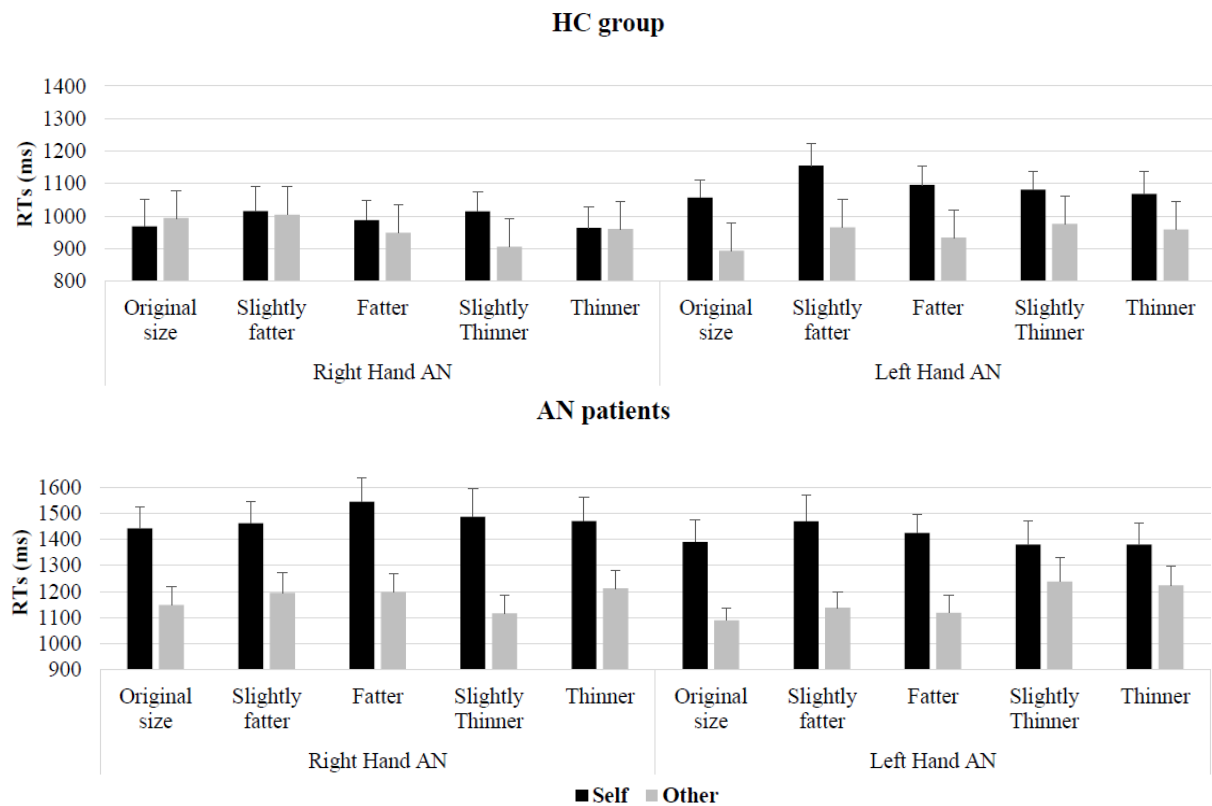 HC group
1400
1300
1200
1100
1000
900
800
RTs (ms)
Original size
Slightly fatter
Fatter
Slightly Thinner
Thinner
Original size
Slightly fatter
Fatter
Slightly Thinner
Thinner
Right Hand AN
Left Hand AN
AN patients
1600
1500
1400
1300
1200
1100
1000
900
RTs (ms)
Original size
Slightly fatter
Fatter
Slightly Thinner
Thinner
Original size
Slightly fatter
Fatter
Slightly Thinner
Thinner
Right Hand AN
Left Hand AN
Self Other